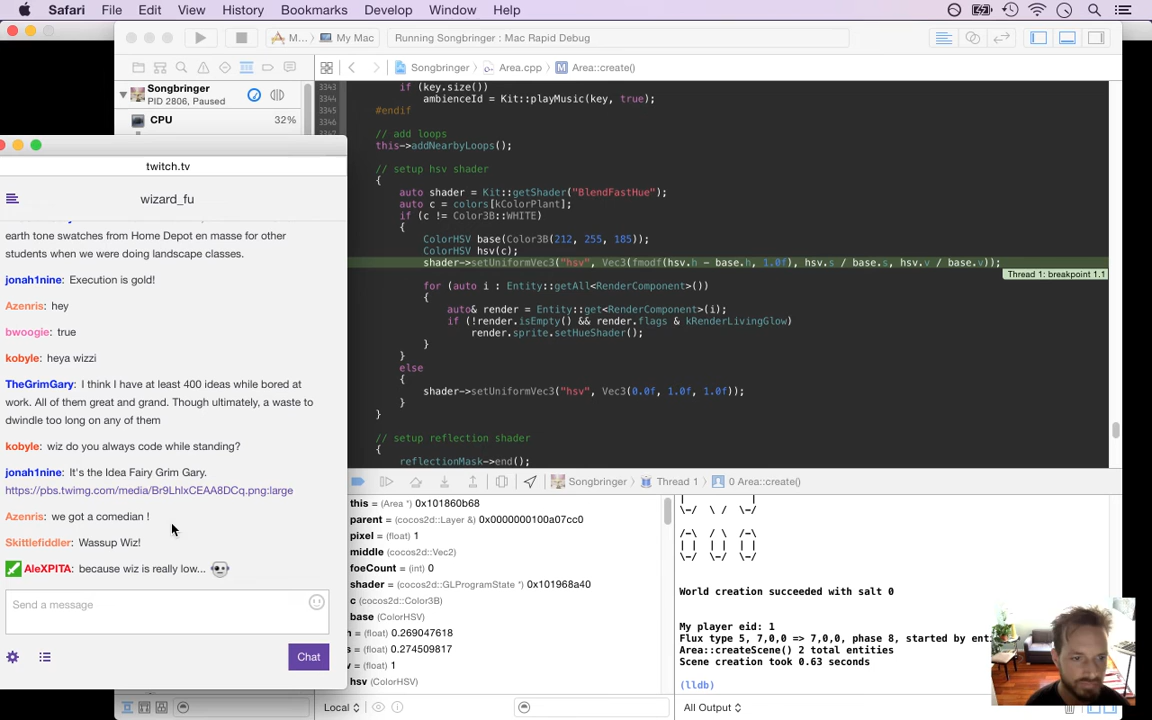 Safari File Edit View History Bookmarks Develop Window Help
M... My Mac
Running Songbringer : Mac Rapid Debug
Songbringer
PID 2806, Paused
CPU 32%
Songbringer Area.cpp M Area::create()
3343 if (key.size())
3344 ambienceId = Kit::playMusic(key, true);
3345 #endif
3346
// add loops
this->addNearbyLoops();
// setup hsv shader
{
auto shader = Kit::getShader("BlendFastHue");
auto c = colors[kColorPlant];
if (c != Color3B::WHITE)
{
ColorHSV base(Color3B(212, 255, 185));
ColorHSV hsv(c);
shader->setUniformVec3("hsv", Vec3(fmodf(hsv.h - base.h, 1.0f), hsv.s / base.s, hsv.v / base.v));
Thread 1: breakpoint 1.1
for (auto i : Entity::getAll<RenderComponent>())
{
auto& render = Entity::get<RenderComponent>(i);
if (!render.isEmpty() && render.flags & kRenderLivingGlow)
render.sprite.setHueShader();
}
}
else
{
shader->setUniformVec3("hsv", Vec3(0.0f, 1.0f, 1.0f));
}
}
// setup reflection shader
{
reflectionMask->end();
twitch.tv
wizard_fu
earth tone swatches from Home Depot en masse for other
students when we were doing landscape classes.
jonah1nine: Execution is gold!
Azenris: hey
bwoogie: true
kobyle: heya wizzi
TheGrimGary: I think I have at least 400 ideas while bored at
work. All of them great and grand. Though ultimately, a waste to
dwindle too long on any of them
kobyle: wiz do you always code while standing?
jonah1nine: It's the Idea Fairy Grim Gary.
https://pbs.twimg.com/media/Br9LhlxCEAA8DCq.png:large
Azenris: we got a comedian !
Skittlefiddler: Wassup Wiz!
AleXPITA: because wiz is really low...
Send a message
Chat
Songbringer Thread 1 0 Area::create()
this = (Area *) 0x101860b68
parent = (cocos2d::Layer &) 0x0000000100a07cc0
pixel = (float) 1
middle (cocos2d::Vec2)
foeCount = (int) 0
shader = (cocos2d::GLProgramState *) 0x101968a40
c (cocos2d::Color3B)
base (ColorHSV)
= (float) 0.269047618
s = (float) 0.274509817
v = (float) 1
hsv (ColorHSV)
Local
| | \ / | |
\-/ \ / \-/
/-\ / \ /-\
| | | | | |
\-/ \-/ \-/
World creation succeeded with salt 0
My player eid: 1
Flux type 5, 7,0,0 => 7,0,0, phase 8, started by enti
Area::createScene() 2 total entities
Scene creation took 0.63 seconds
(lldb)
All Output